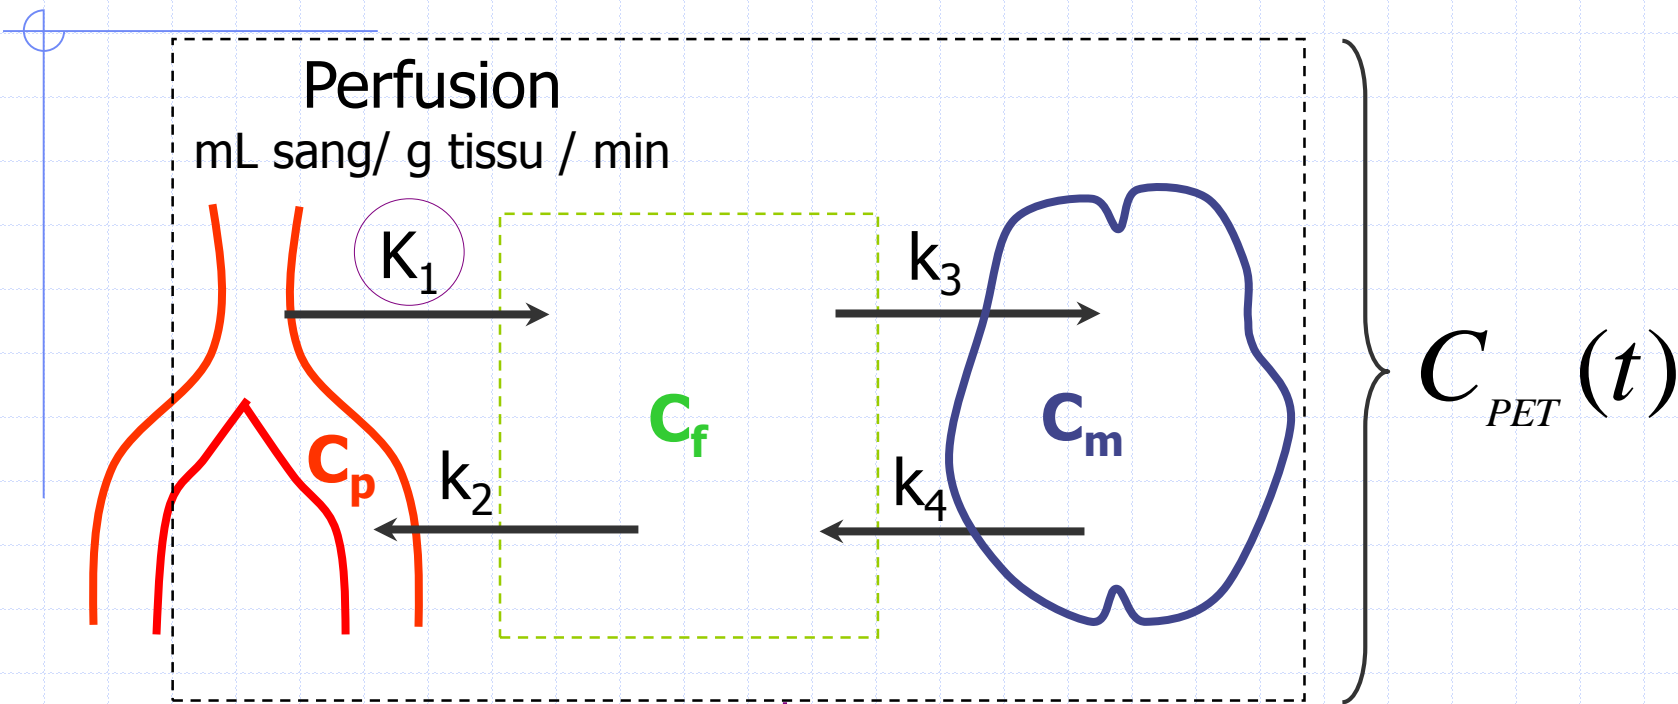 Perfusion
mL sang/ g tissu / min
K1
k3
Cp
Cf
Cm
k2
k4
CPET (t)